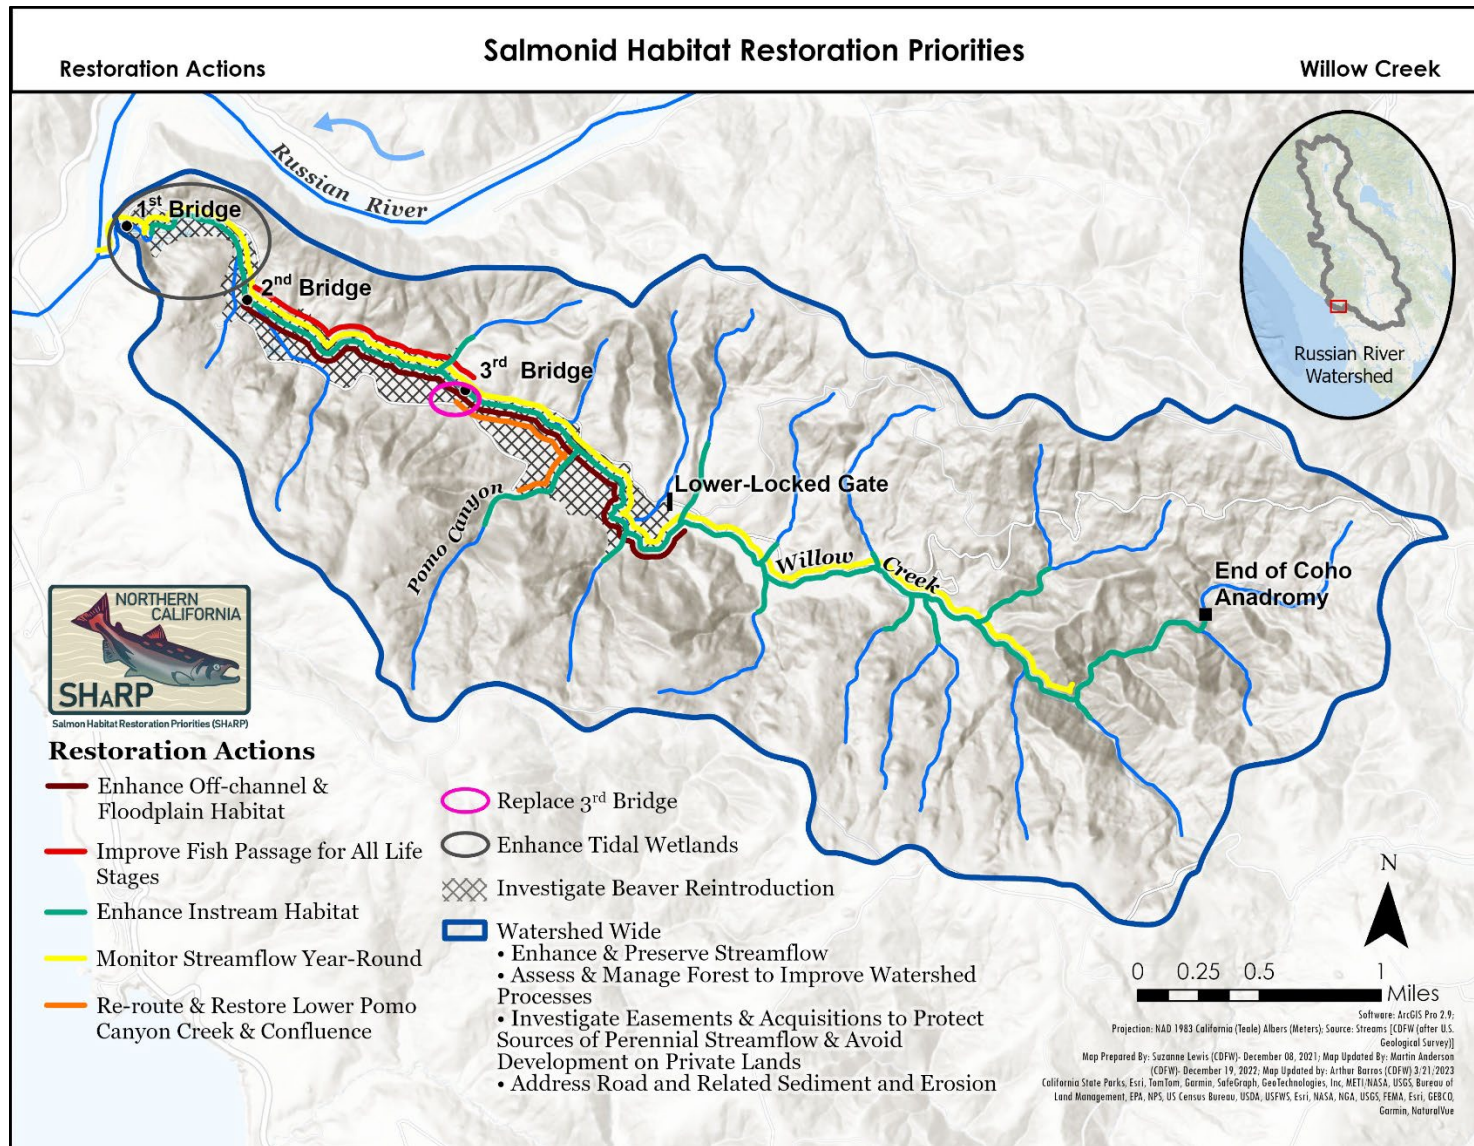 Salmonid Habitat Restoration Priorities
Restoration Actions
Willow Creek
Russian River
1st Bridge
2nd Bridge
3rd Bridge
Russian River
Watershed
Lower-Locked Gate
Pomo Canyon
Willow Creek
End of Coho
Anadromy
NORTHERN
CALIFORNIA
SHaRP
Salmon Habitat Restoration Priorities (SHaRP)
Restoration Actions
Enhance Off-channel &
Floodplain Habitat
Improve Fish Passage for All Life
Stages
Enhance Instream Habitat
Monitor Streamflow Year-Round
Re-route & Restore Lower Pomo
Canyon Creek & Confluence
Replace 3rd Bridge
Enhance Tidal Wetlands
Investigate Beaver Reintroduction
Watershed Wide
• Enhance & Preserve Streamflow
• Assess & Manage Forest to Improve Watershed
Processes
• Investigate Easements & Acquisitions to Protect
Sources of Perennial Streamflow & Avoid
Development on Private Lands
• Address Road and Related Sediment and Erosion
N
0 0.25 0.5 1
Miles
Software: ArcGIS Pro 2.9;
Projection: NAD 1983 California (Teale) Albers (Meters); Source: Streams [CDFW (after U.S.
Geological Survey)]
Map Prepared By: Suzanne Lewis (CDFW)- December 08, 2021; Map Updated By: Martin Anderson
(CDFW)- December 19, 2022; Map Updated by: Arthur Barros (CDFW) 3/21/2023
California State Parks, Esri, TomTom, Garmin, SafeGraph, GeoTechnologies, Inc, METI/NASA, USGS, Bureau of
Land Management, EPA, NPS, US Census Bureau, USDA, USFWS, Esri, NASA, NGA, USGS, FEMA, Esri, GEBCO,
Garmin, NaturalVue